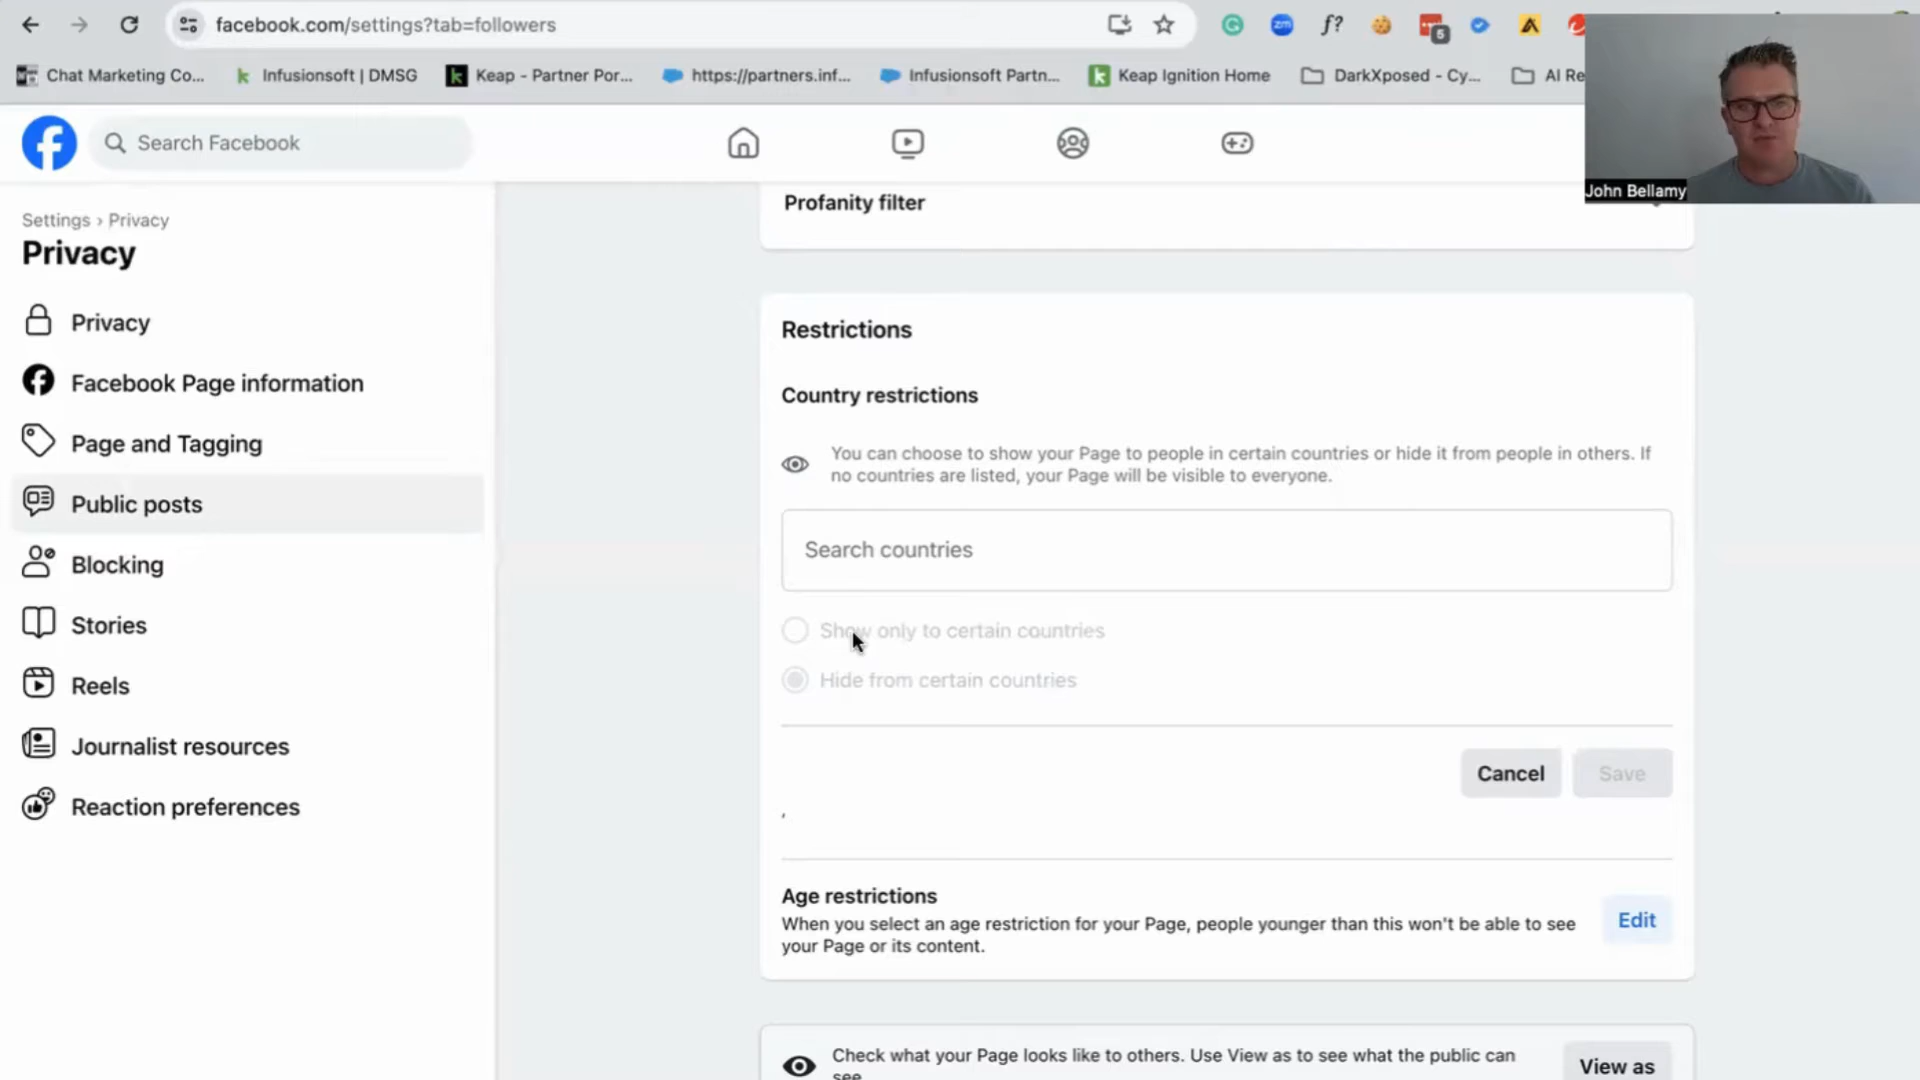 facebook.com/settings?tab=followers
5
Chat Marketing Co...
Infusionsoft | DMSG
Keap - Partner Por...
https://partners.inf...
Infusionsoft Partn...
Keap Ignition Home
DarkXposed - Cy...
AI Re
John Bellamy
Search Facebook
Settings › Privacy
Privacy
Privacy
Facebook Page information
Page and Tagging
Public posts
Blocking
Stories
Reels
Journalist resources
Reaction preferences
Profanity filter
Restrictions
Country restrictions
You can choose to show your Page to people in certain countries or hide it from people in others. If
no countries are listed, your Page will be visible to everyone.
Search countries
Show only to certain countries
Hide from certain countries
Cancel
Save
,
Age restrictions
When you select an age restriction for your Page, people younger than this won't be able to see
your Page or its content.
Edit
Check what your Page looks like to others. Use View as to see what the public can
see
View as